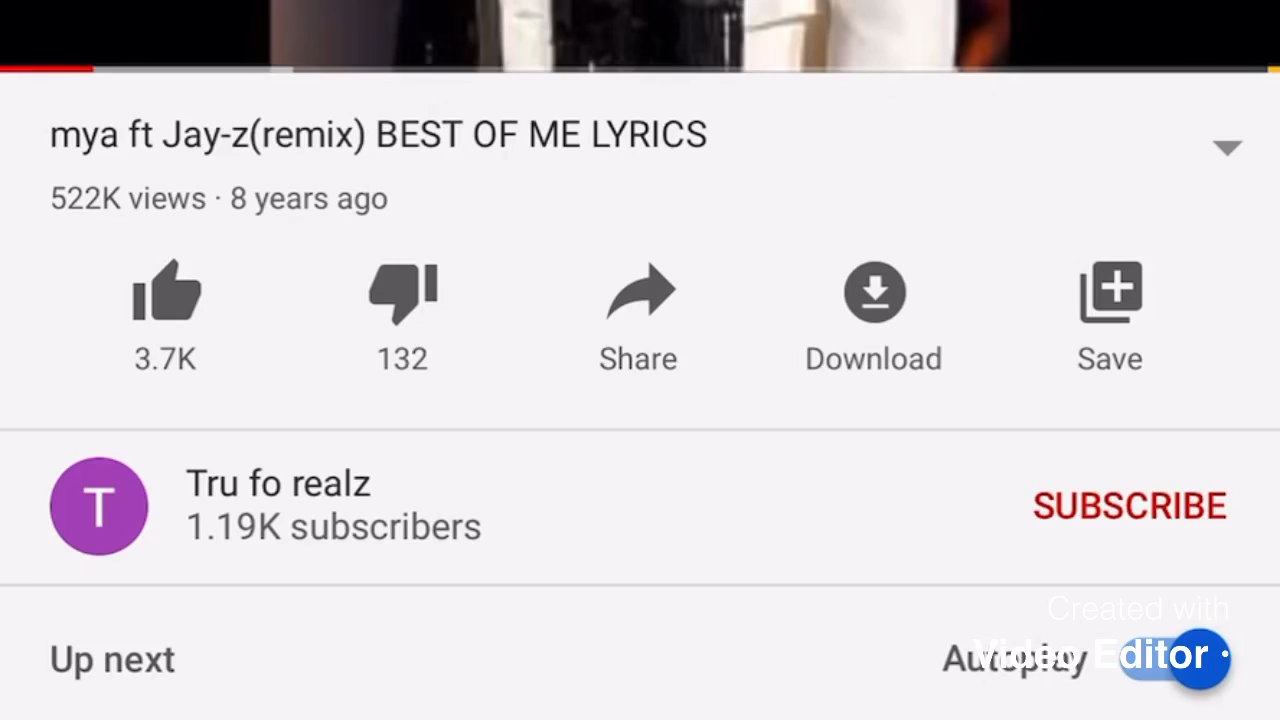 mya ft Jay-z(remix) BEST OF ME LYRICS
522K views · 8 years ago
3.7K
132
Share
Download
Save
T
Tru fo realz
1.19K subscribers
SUBSCRIBE
Created with
Up next
Autoplay
Video Editor